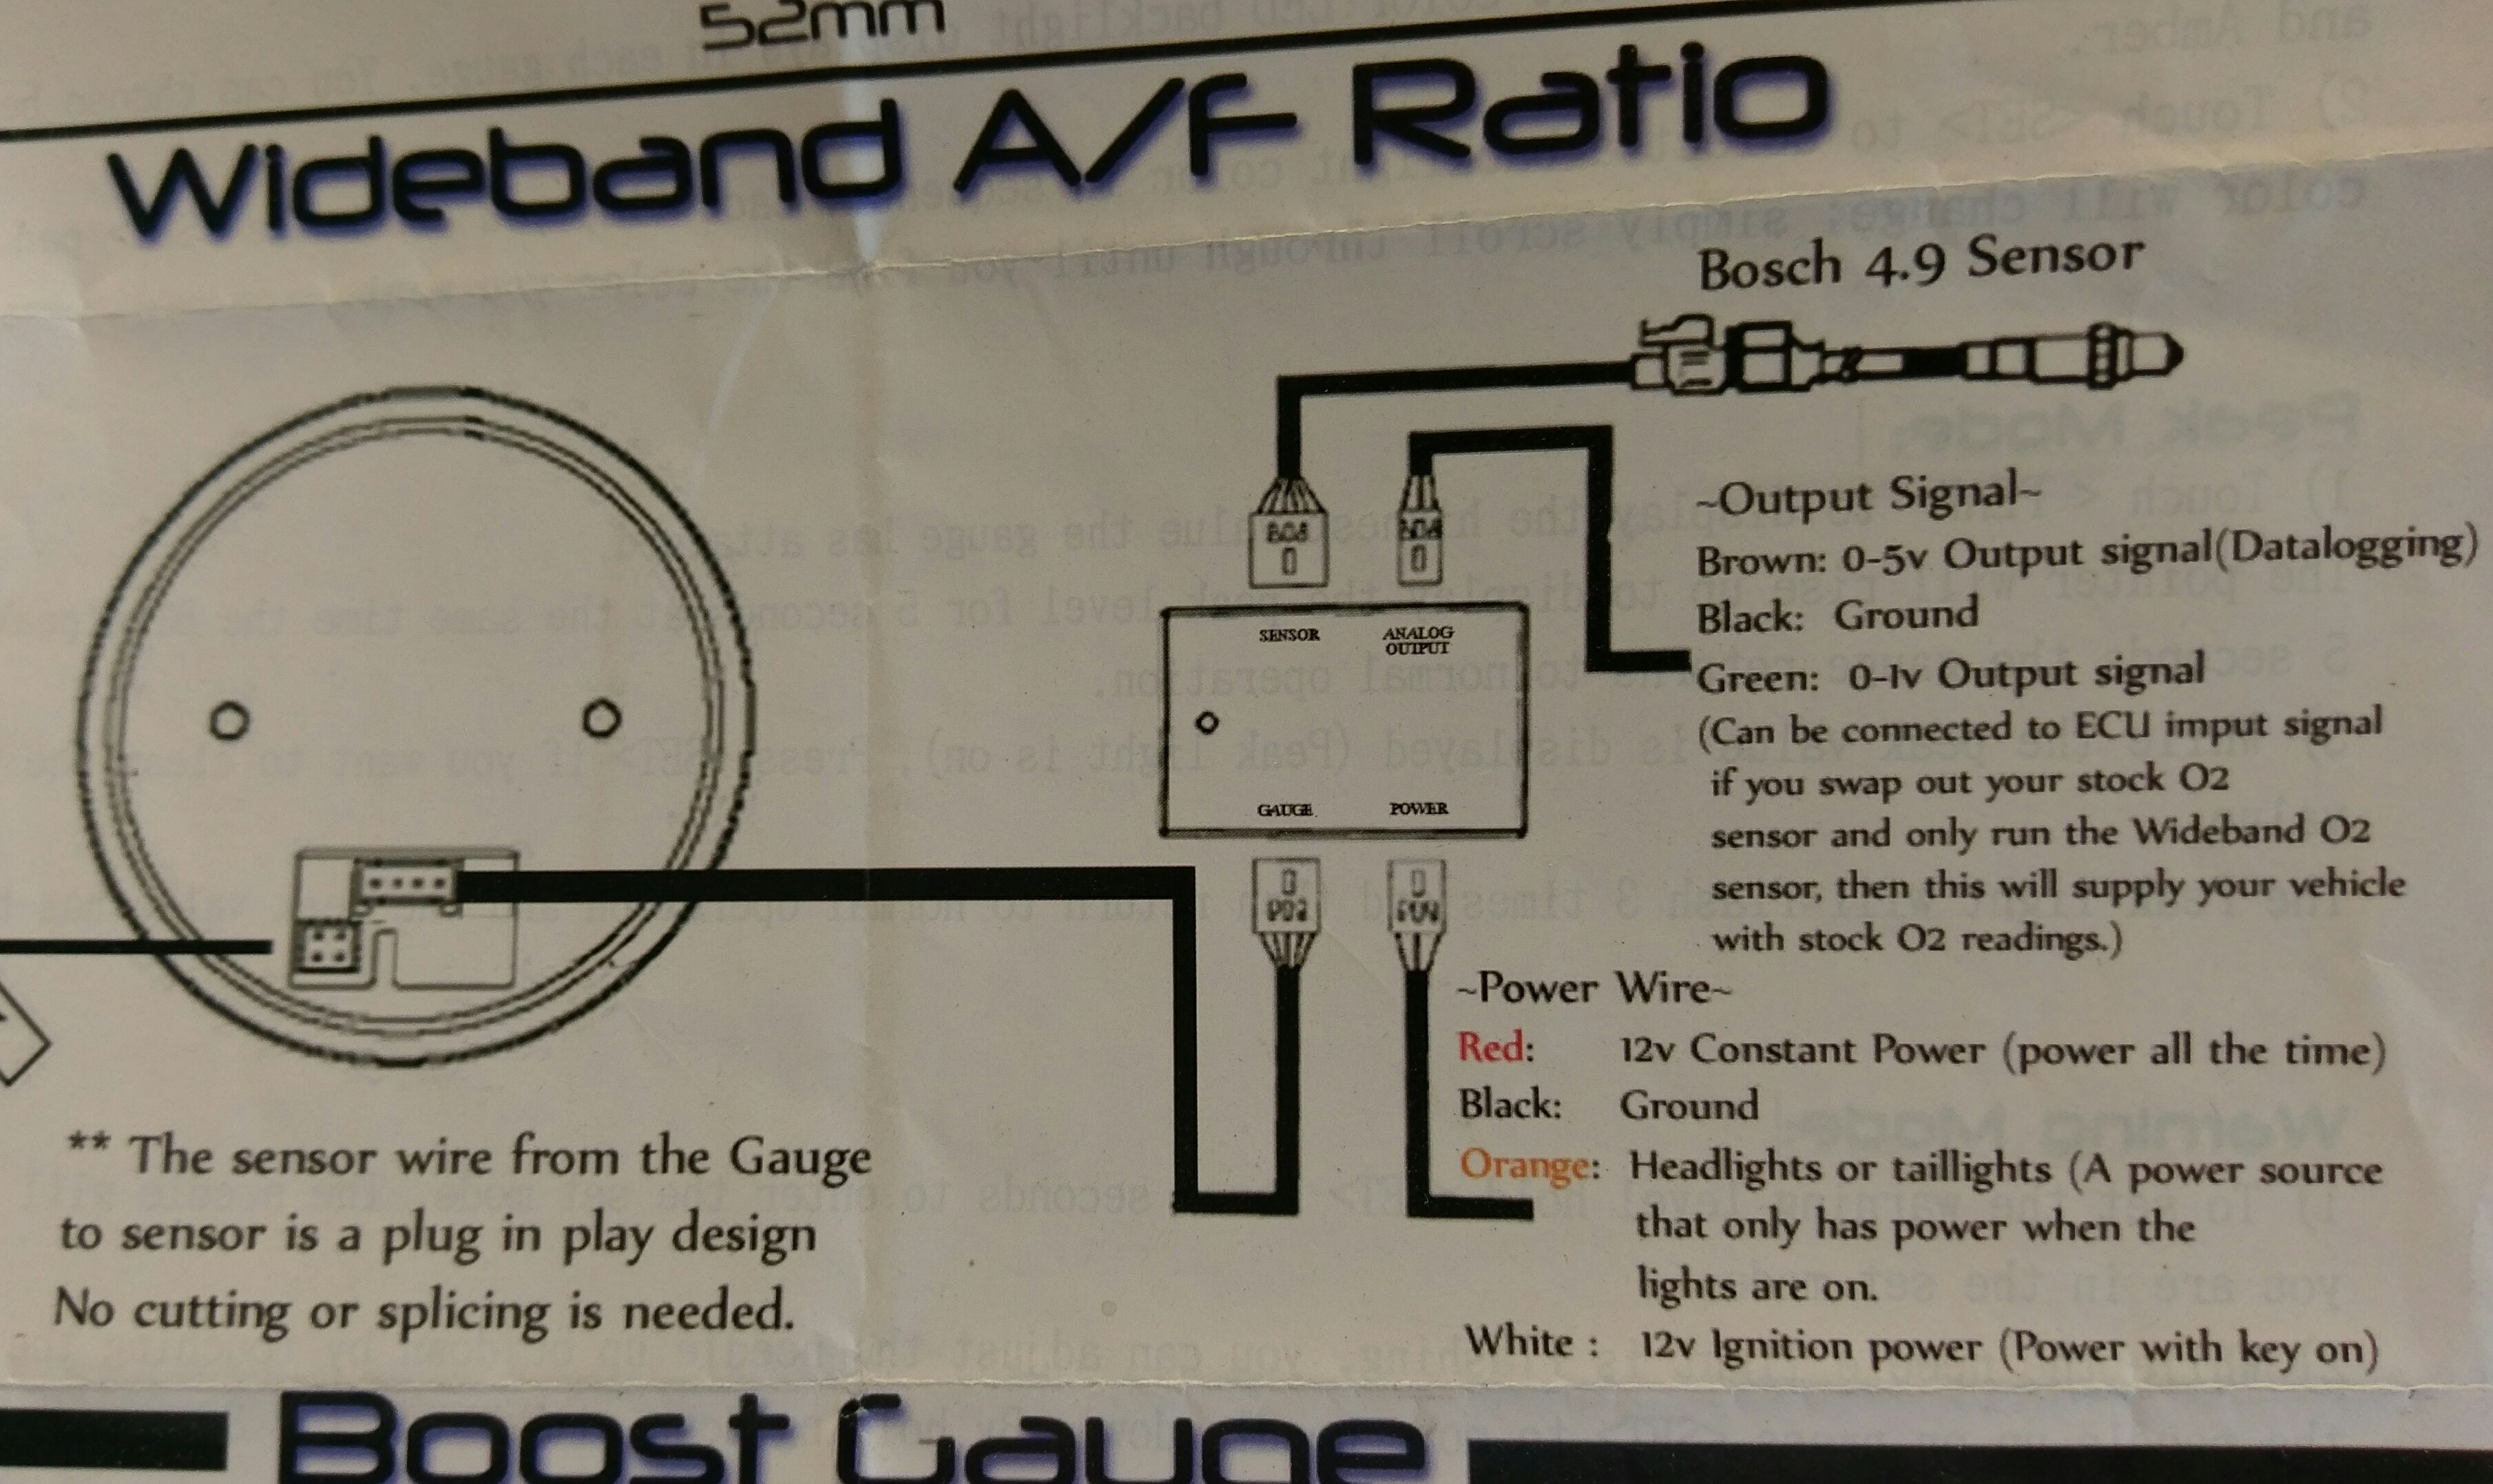 52mm
Wideband A/F Ratio
Bosch 4.9 Sensor
~Output Signal~
Brown: 0-5v Output signal(Datalogging)
Black: Ground
Green: 0-1v Output signal
(Can be connected to ECU imput signal
if you swap out your stock O2
sensor and only run the Wideband O2
sensor, then this will supply your vehicle
with stock O2 readings.)
SENSOR
ANALOG
OUTPUT
GAUGE
POWER
~Power Wire~
Red: 12v Constant Power (power all the time)
Black: Ground
Orange: Headlights or taillights (A power source
that only has power when the
lights are on.
White : 12v Ignition power (Power with key on)
** The sensor wire from the Gauge
to sensor is a plug in play design
No cutting or splicing is needed.
Boost Gauge